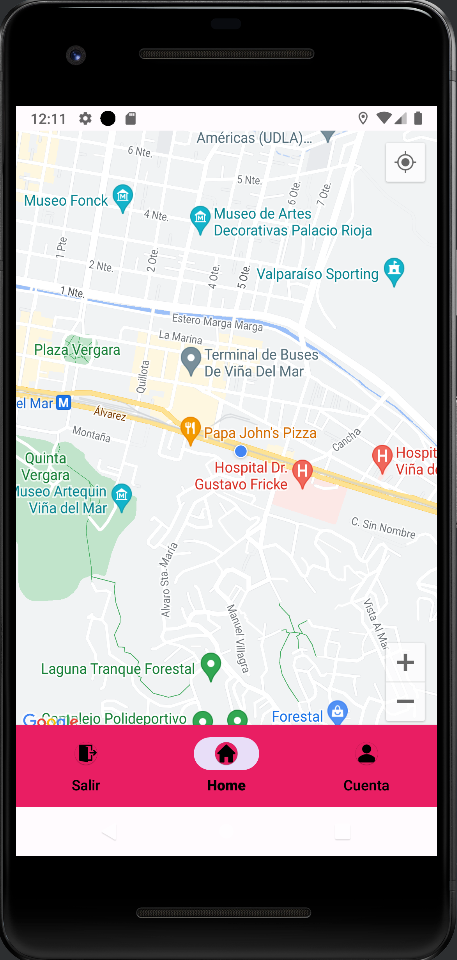 12:11
Américas (UDLA)...
6 Nte.
5 Nte.
6 Ote.
7 Ote.
Museo Fonck
4 Nte.
Museo de Artes
Decorativas Palacio Rioja
1 Pte.
2 Nte.
2 Ote.
4 Ote.
5 Ote.
Valparaíso Sporting
1 Nte.
Estero Marga Marga
La Marina
Plaza Vergara
Quillota
Terminal de Buses
De Viña Del Mar
el Mar
M
Álvarez
Papa John's Pizza
Montaña
Cancha
Quinta
Vergara
H
Hospital Dr.
Gustavo Fricke
H
Hospit
Viña d
Museo Artequin
Viña del Mar
C. Sin Nombre
Alvaro Sta. María
Manuel Villagra
Vista Al Mar
Laguna Tranque Forestal
Google
Polideportivo
Forestal
+
−
Salir
Home
Cuenta